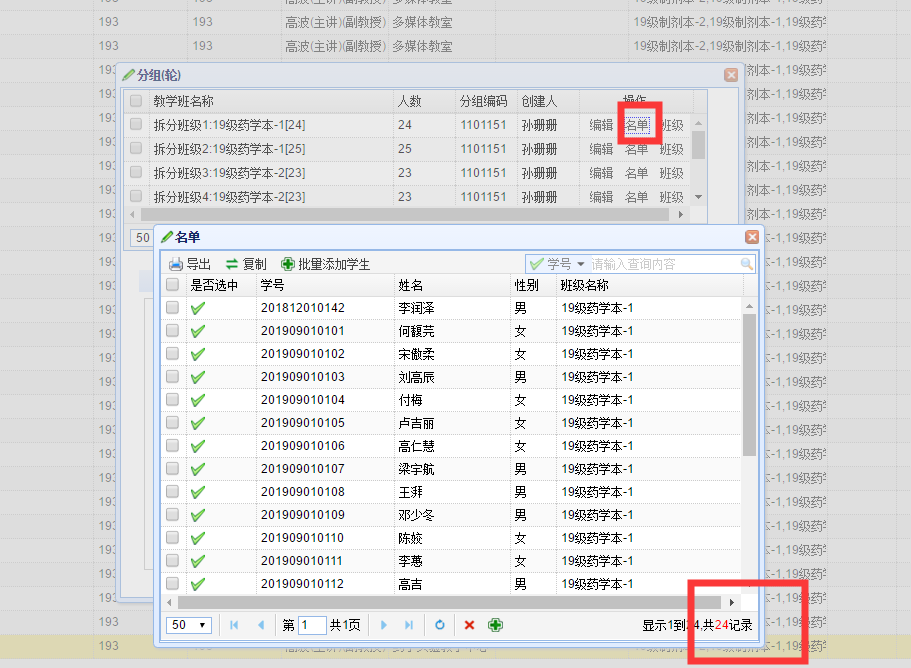 193 193 高波(主讲)(副教授) 多媒体教室 19级制剂本-2,19级制剂本-1,19级药学
193 193 高波(主讲)(副教授) 多媒体教室 19级制剂本-2,19级制剂本-1,19级药学
分组(轮)
教学班名称 人数 分组编码 创建人 操作
拆分班级1:19级药学本-1[24] 24 1101151 孙珊珊 编辑 名单 班级
拆分班级2:19级药学本-1[25] 25 1101151 孙珊珊 编辑 名单 班级
拆分班级3:19级药学本-2[23] 23 1101151 孙珊珊 编辑 名单 班级
拆分班级4:19级药学本-2[23] 23 1101151 孙珊珊 编辑 名单 班级
50
名单
导出 复制 批量添加学生 学号 请输入查询内容
是否选中 学号 姓名 性别 班级名称
201812010142 李润泽 男 19级药学本-1
201909010101 何馥芫 女 19级药学本-1
201909010102 宋傲柔 女 19级药学本-1
201909010103 刘高辰 男 19级药学本-1
201909010104 付梅 女 19级药学本-1
201909010105 卢吉丽 女 19级药学本-1
201909010106 高仁慧 女 19级药学本-1
201909010107 梁宇航 男 19级药学本-1
201909010108 王湃 男 19级药学本-1
201909010109 邓少冬 男 19级药学本-1
201909010110 陈姣 女 19级药学本-1
201909010111 李蕙 女 19级药学本-1
201909010112 高吉 男 19级药学本-1
50 第 1 共1页 显示1到24,共24记录
193
193